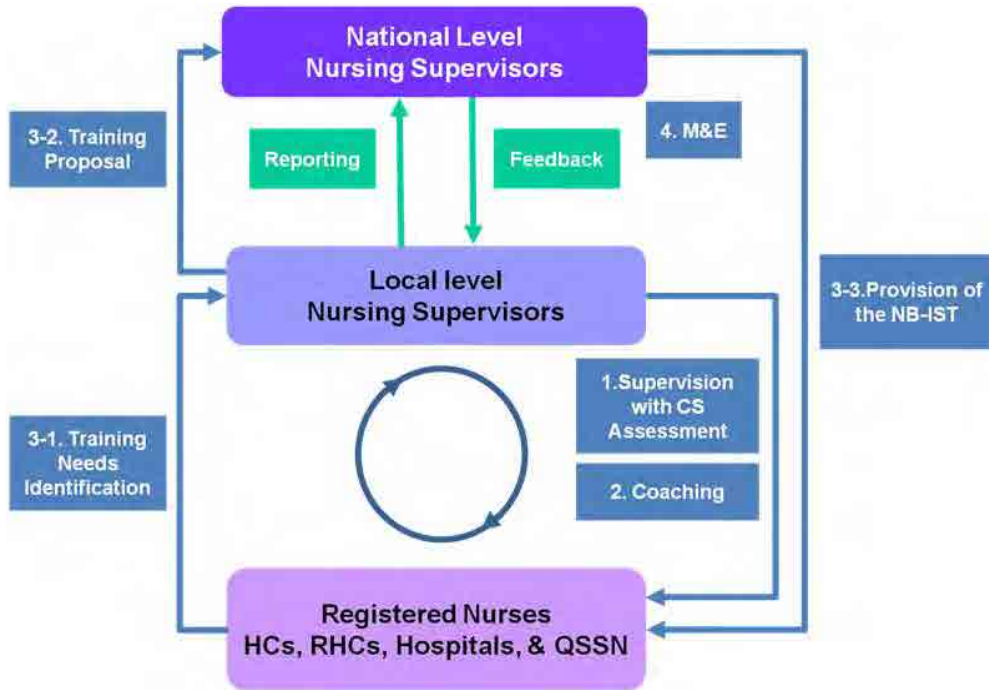 National Level
Nursing Supervisors
3-2. Training
Proposal
Reporting
Feedback
4. M&E
Local level
Nursing Supervisors
3-3.Provision of
the NB-IST
1.Supervision
with CS
Assessment
3-1. Training
Needs
Identification
2. Coaching
Registered Nurses
HCs, RHCs, Hospitals, & QSSN